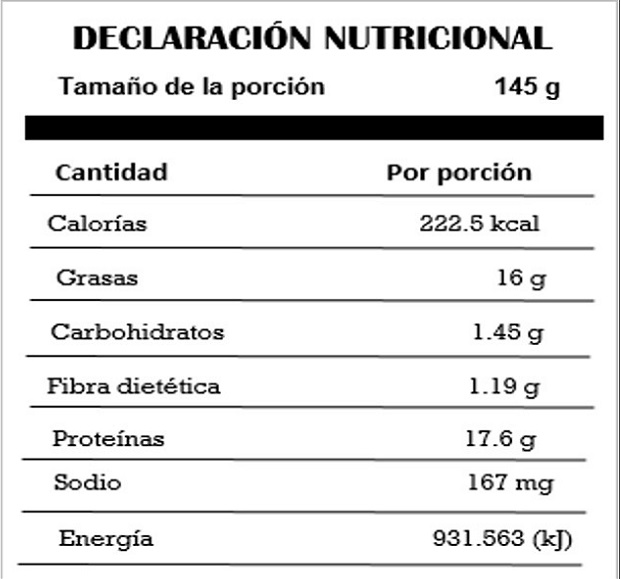 DECLARACIÓN NUTRICIONAL
Tamaño de la porción 145 g
Cantidad Por porción
Calorías 222.5 kcal
Grasas 16 g
Carbohidratos 1.45 g
Fibra dietética 1.19 g
Proteínas 17.6 g
Sodio 167 mg
Energía 931.563 (kJ)